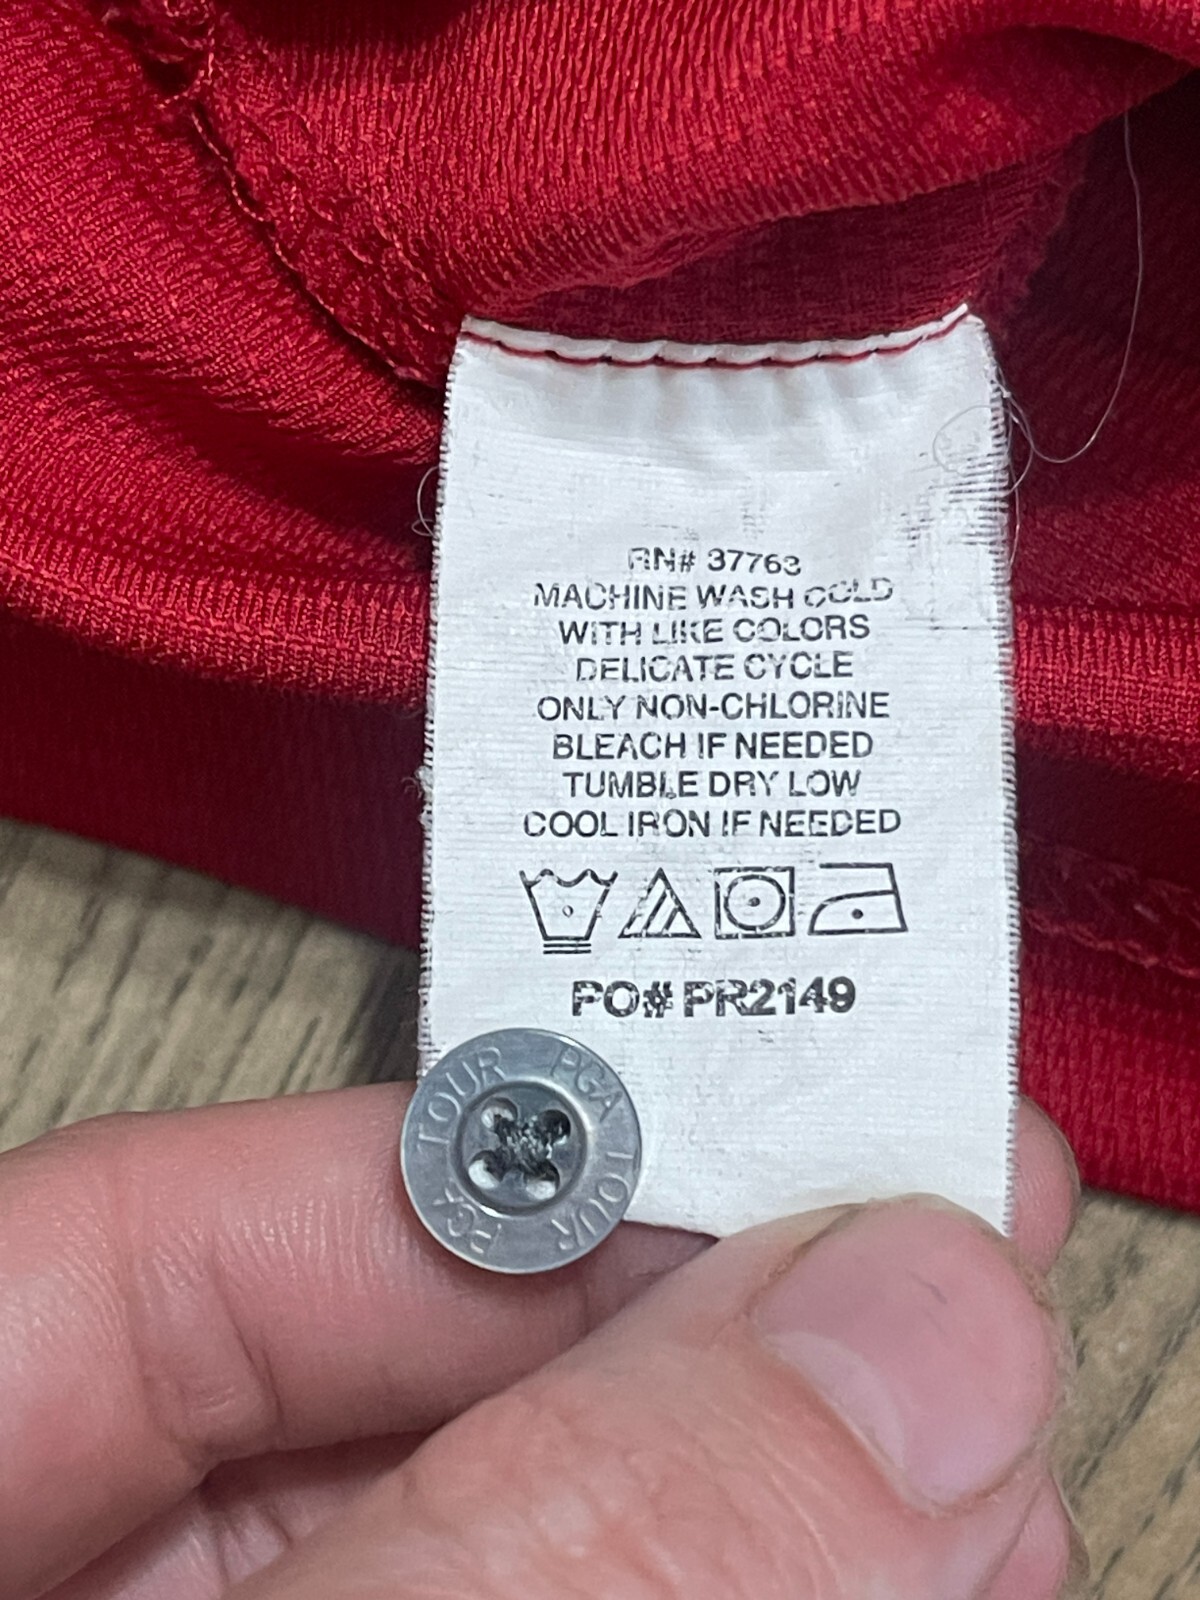 RN# 37763
MACHINE WASH COLD
WITH LIKE COLORS
DELICATE CYCLE
ONLY NON-CHLORINE
BLEACH IF NEEDED
TUMBLE DRY LOW
COOL IRON IF NEEDED
PO# PR2149
PGA TOUR PGA TOUR